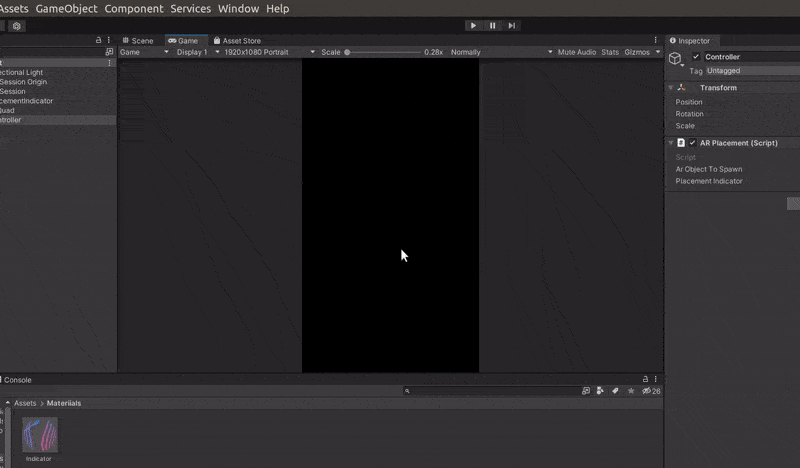 Assets GameObject Component Services Window Help
Scene Game Asset Store
Game Display 1 1920x1080 Portrait Scale 0.28x Normally Mute Audio Stats Gizmos
ectional Light
Session Origin
Session
cementIndicator
uad
troller
Inspector
Controller
Tag Untagged
Transform
Position
Rotation
Scale
AR Placement (Script)
Script
Ar Object To Spawn
Placement Indicator
Console
26
Assets Materiials
Indicator